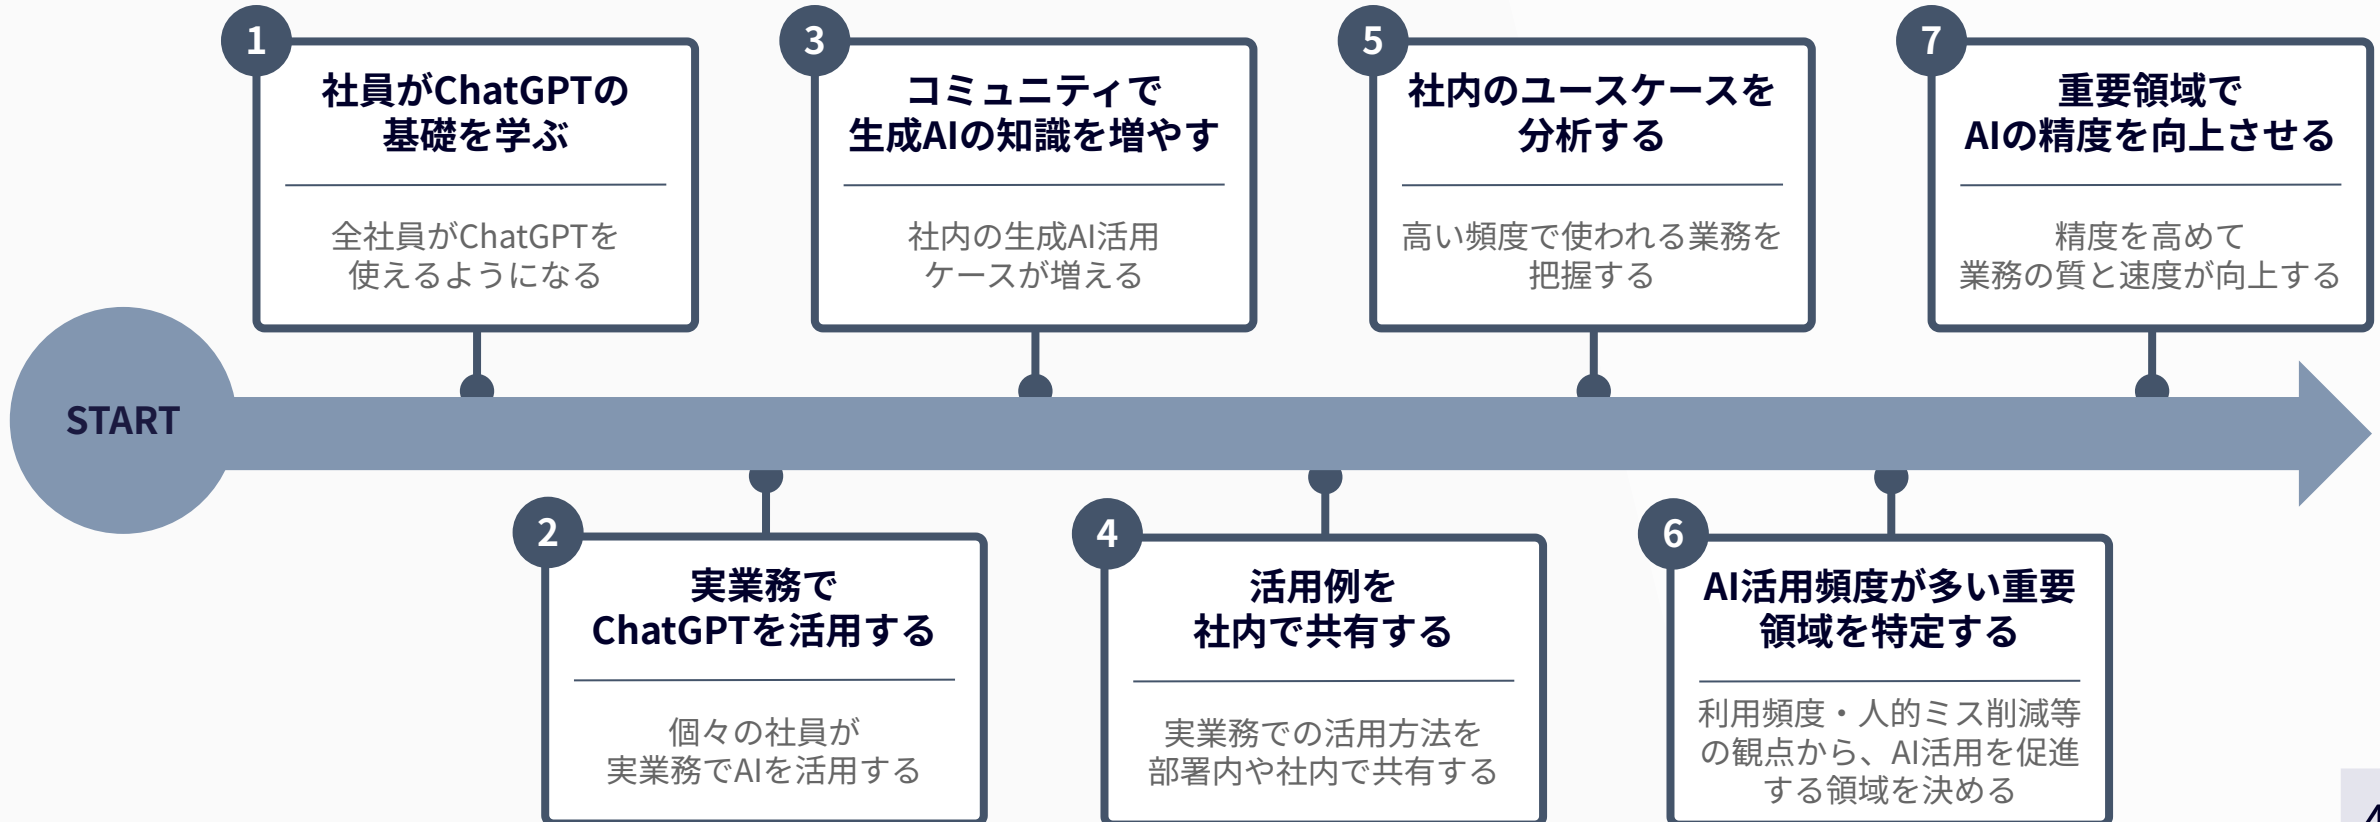 START
1
社員がChatGPTの
基礎を学ぶ
全社員がChatGPTを
使えるようになる
2
実業務で
ChatGPTを活用する
個々の社員が
実業務でAIを活用する
3
コミュニティで
生成AIの知識を増やす
社内の生成AI活用
ケースが増える
4
活用例を
社内で共有する
実業務での活用方法を
部署内や社内で共有する
5
社内のユースケースを
分析する
高い頻度で使われる業務を
把握する
6
AI活用頻度が多い重要
領域を特定する
利用頻度・人的ミス削減等
の観点から、AI活用を促進
する領域を決める
7
重要領域で
AIの精度を向上させる
精度を高めて
業務の質と速度が向上する